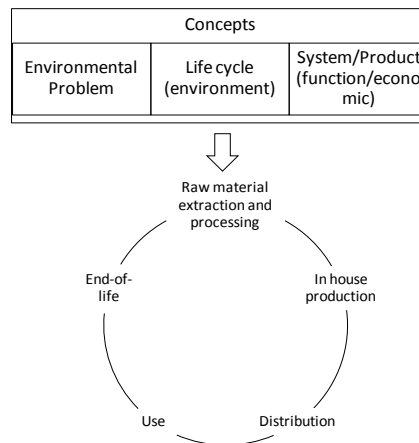 Concepts
Environmental
Problem
Life cycle
(environment)
System/Product
(function/econo
mic)
Raw material
extraction and
processing
In house
production
Distribution
Use
End-of-
life